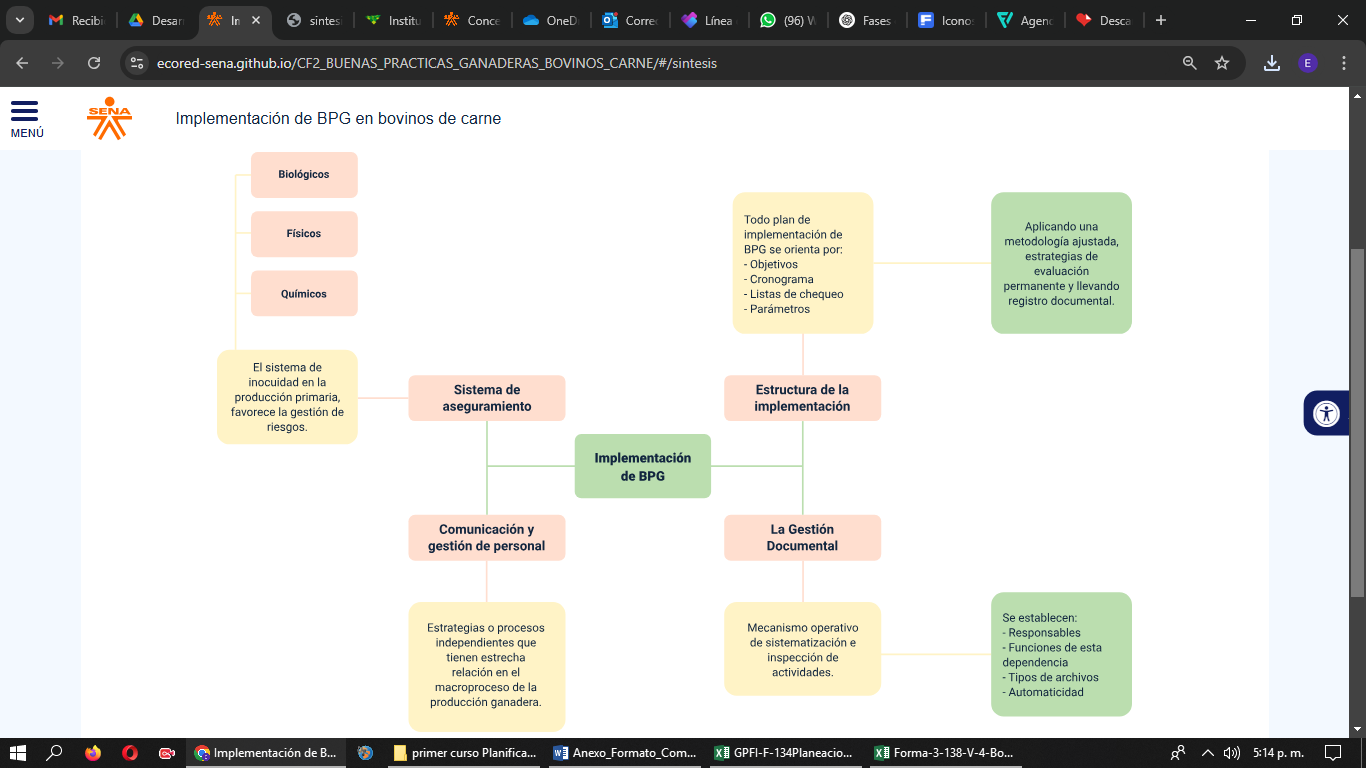 Recibi
Desarr
In
sintesi
Institu
Conce
OneDr
Correc
Línea
(96) W
Fases
Iconos
Agenc
Desca
ecored-sena.github.io/CF2_BUENAS_PRACTICAS_GANADERAS_BOVINOS_CARNE/#/sintesis
E
MENÚ
SENA
Implementación de BPG en bovinos de carne
Biológicos
Físicos
Químicos
El sistema de
inocuidad en la
producción primaria,
favorece la gestión de
riesgos.
Sistema de
aseguramiento
Todo plan de
implementación de
BPG se orienta por:
- Objetivos
- Cronograma
- Listas de chequeo
- Parámetros
Aplicando una
metodología ajustada,
estrategias de
evaluación
permanente y llevando
registro documental.
Estructura de la
implementación
Implementación
de BPG
Comunicación y
gestión de personal
Estrategias o procesos
independientes que
tienen estrecha
relación en el
macroproceso de la
producción ganadera.
La Gestión
Documental
Mecanismo operativo
de sistematización e
inspección de
actividades.
Se establecen:
- Responsables
- Funciones de esta
dependencia
- Tipos de archivos
- Automaticidad
Implementación de B...
primer curso Planifica...
Anexo_Formato_Com...
GPFI-F-134Planeacio...
Forma-3-138-V-4-Bo...
5:14 p. m.